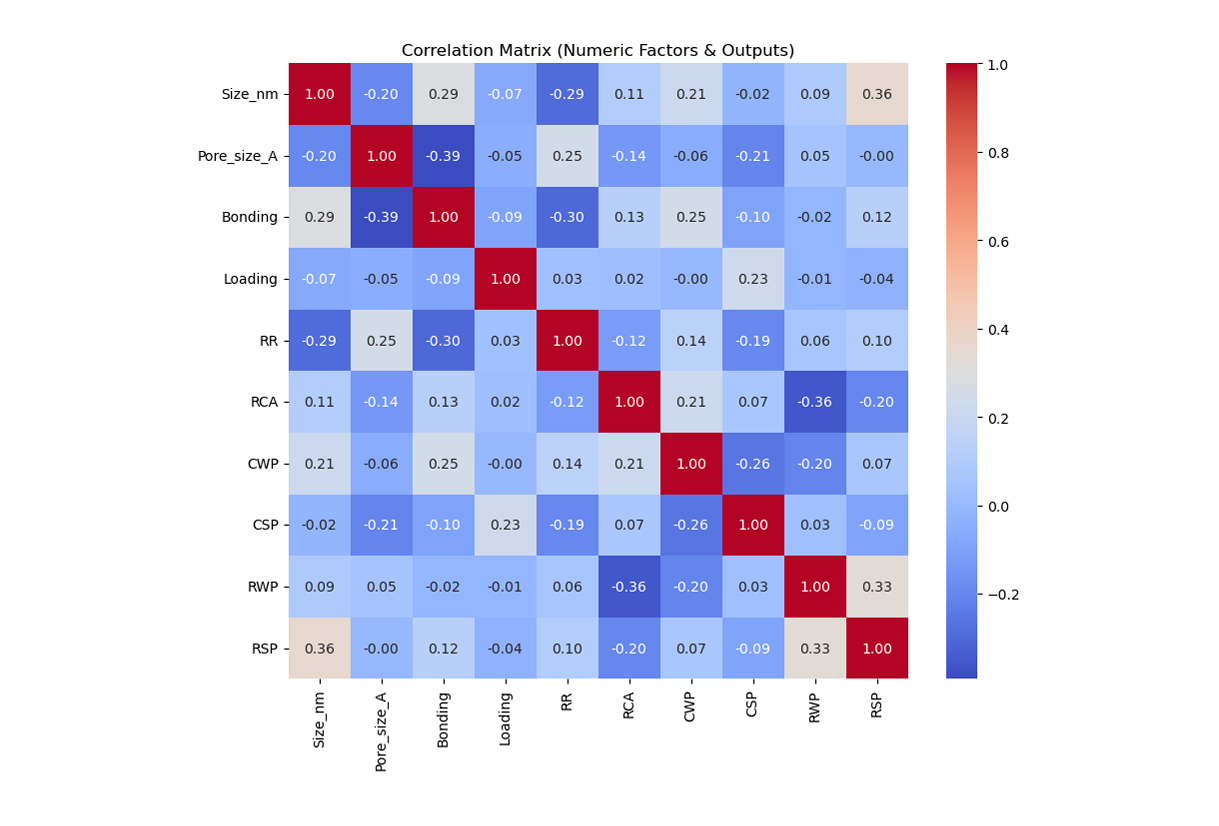 Correlation Matrix (Numeric Factors & Outputs)
Size_nm 1.00 -0.20 0.29 -0.07 -0.29 0.11 0.21 -0.02 0.09 0.36
Pore_size_A -0.20 1.00 -0.39 -0.05 0.25 -0.14 -0.06 -0.21 0.05 -0.00
Bonding 0.29 -0.39 1.00 -0.09 -0.30 0.13 0.25 -0.10 -0.02 0.12
Loading -0.07 -0.05 -0.09 1.00 0.03 0.02 -0.00 0.23 -0.01 -0.04
RR -0.29 0.25 -0.30 0.03 1.00 -0.12 0.14 -0.19 0.06 0.10
RCA 0.11 -0.14 0.13 0.02 -0.12 1.00 0.21 0.07 -0.36 -0.20
CWP 0.21 -0.06 0.25 -0.00 0.14 0.21 1.00 -0.26 -0.20 0.07
CSP -0.02 -0.21 -0.10 0.23 -0.19 0.07 -0.26 1.00 0.03 -0.09
RWP 0.09 0.05 -0.02 -0.01 0.06 -0.36 -0.20 0.03 1.00 0.33
RSP 0.36 -0.00 0.12 -0.04 0.10 -0.20 0.07 -0.09 0.33 1.00
Size_nm Pore_size_A Bonding Loading RR RCA CWP CSP RWP RSP
1.0
0.8
0.6
0.4
0.2
0.0
−0.2